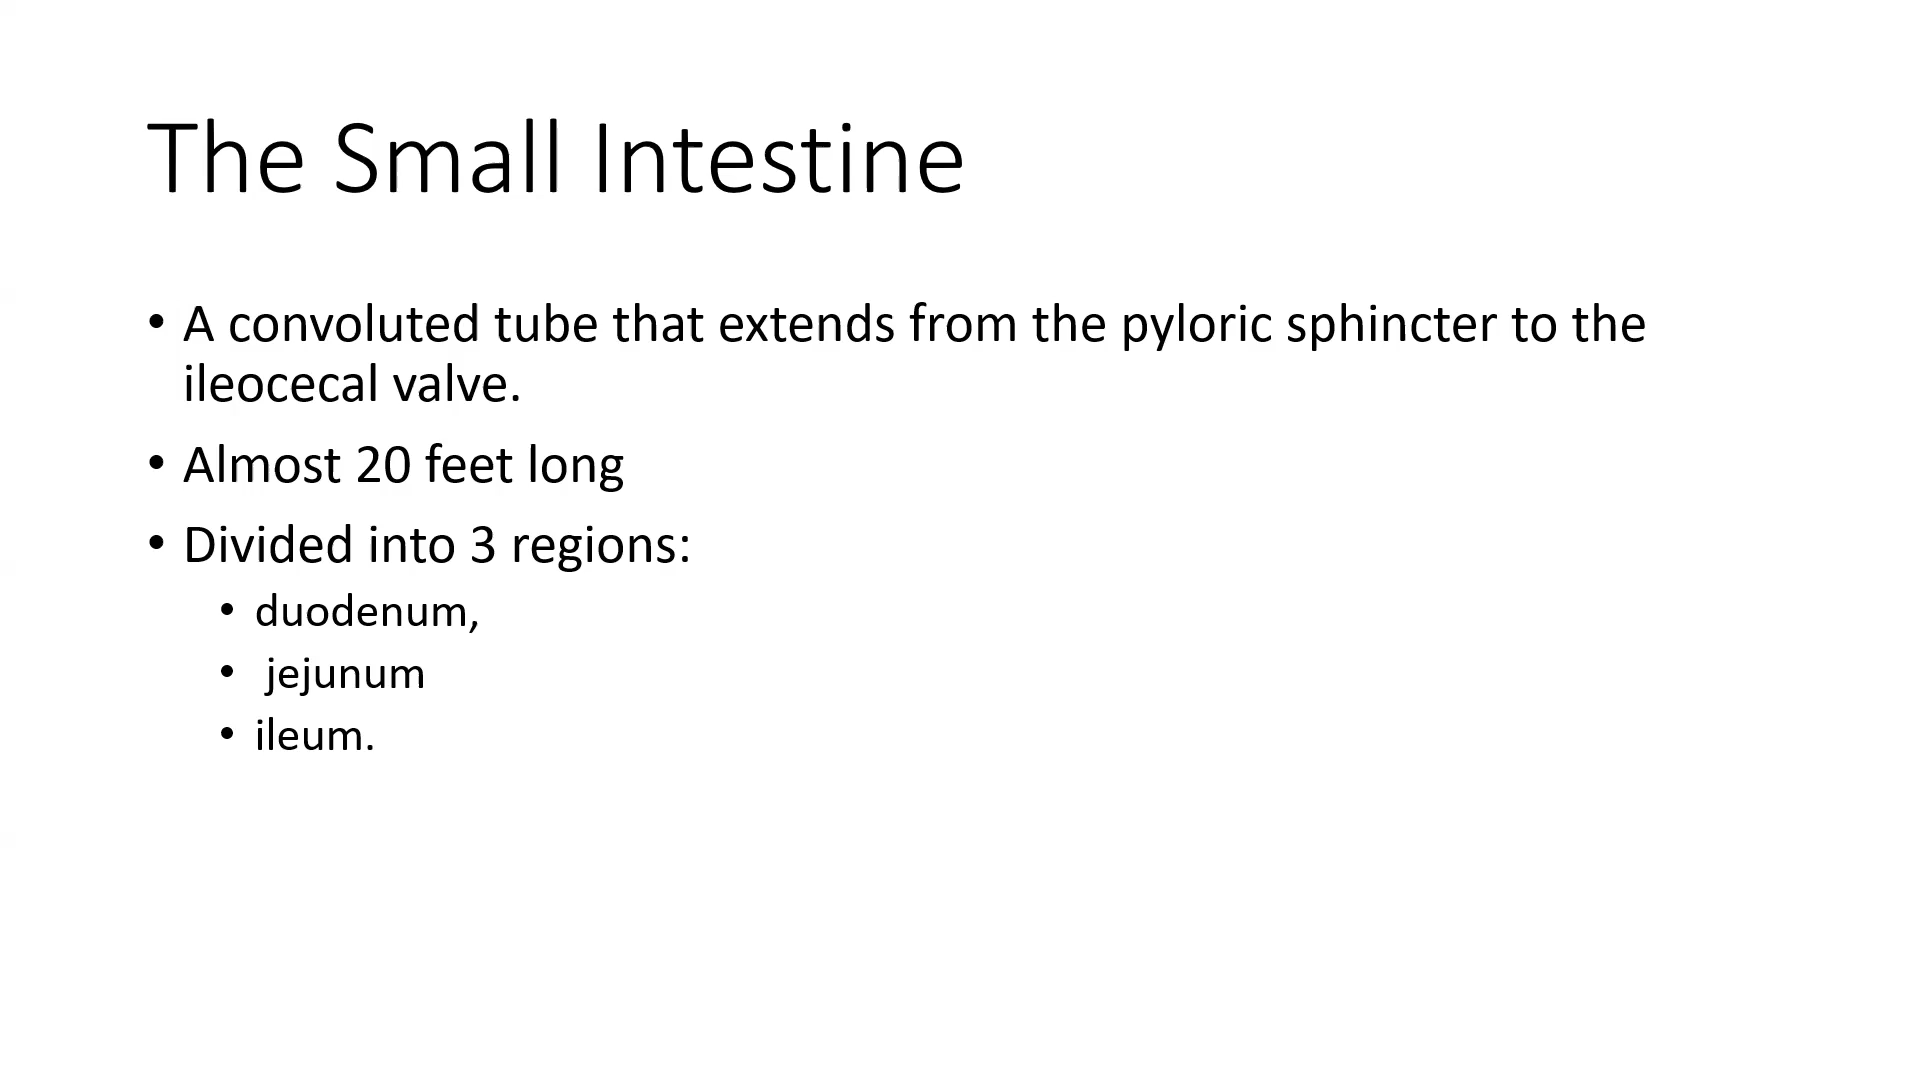 The Small Intestine
• A convoluted tube that extends from the pyloric sphincter to the
ileocecal valve.
• Almost 20 feet long
• Divided into 3 regions:
• duodenum,
• jejunum
• ileum.